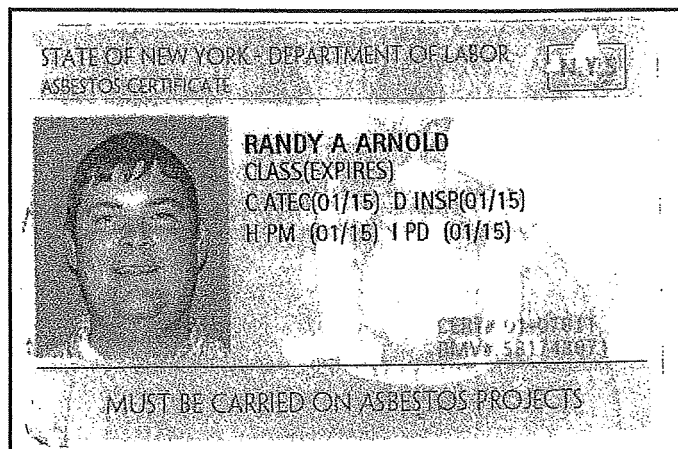 STATE OF NEW YORK - DEPARTMENT OF LABOR
ASBESTOS CERTIFICATE
RANDY A ARNOLD
CLASS(EXPIRES)
C ATEC(01/15) D INSP(01/15)
H PM (01/15) I PD (01/15)
CERT#
DMV#
MUST BE CARRIED ON ASBESTOS PROJECTS